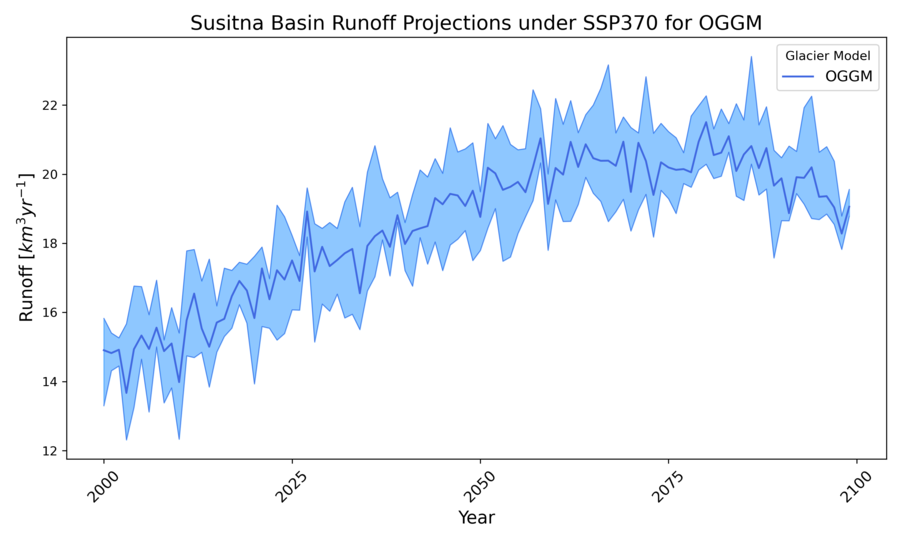 Susitna Basin Runoff Projections under SSP370 for OGGM
Glacier Model
OGGM
22
20
18
16
14
12
Runoff [km³yr⁻¹]
2000
2025
2050
2075
2100
Year